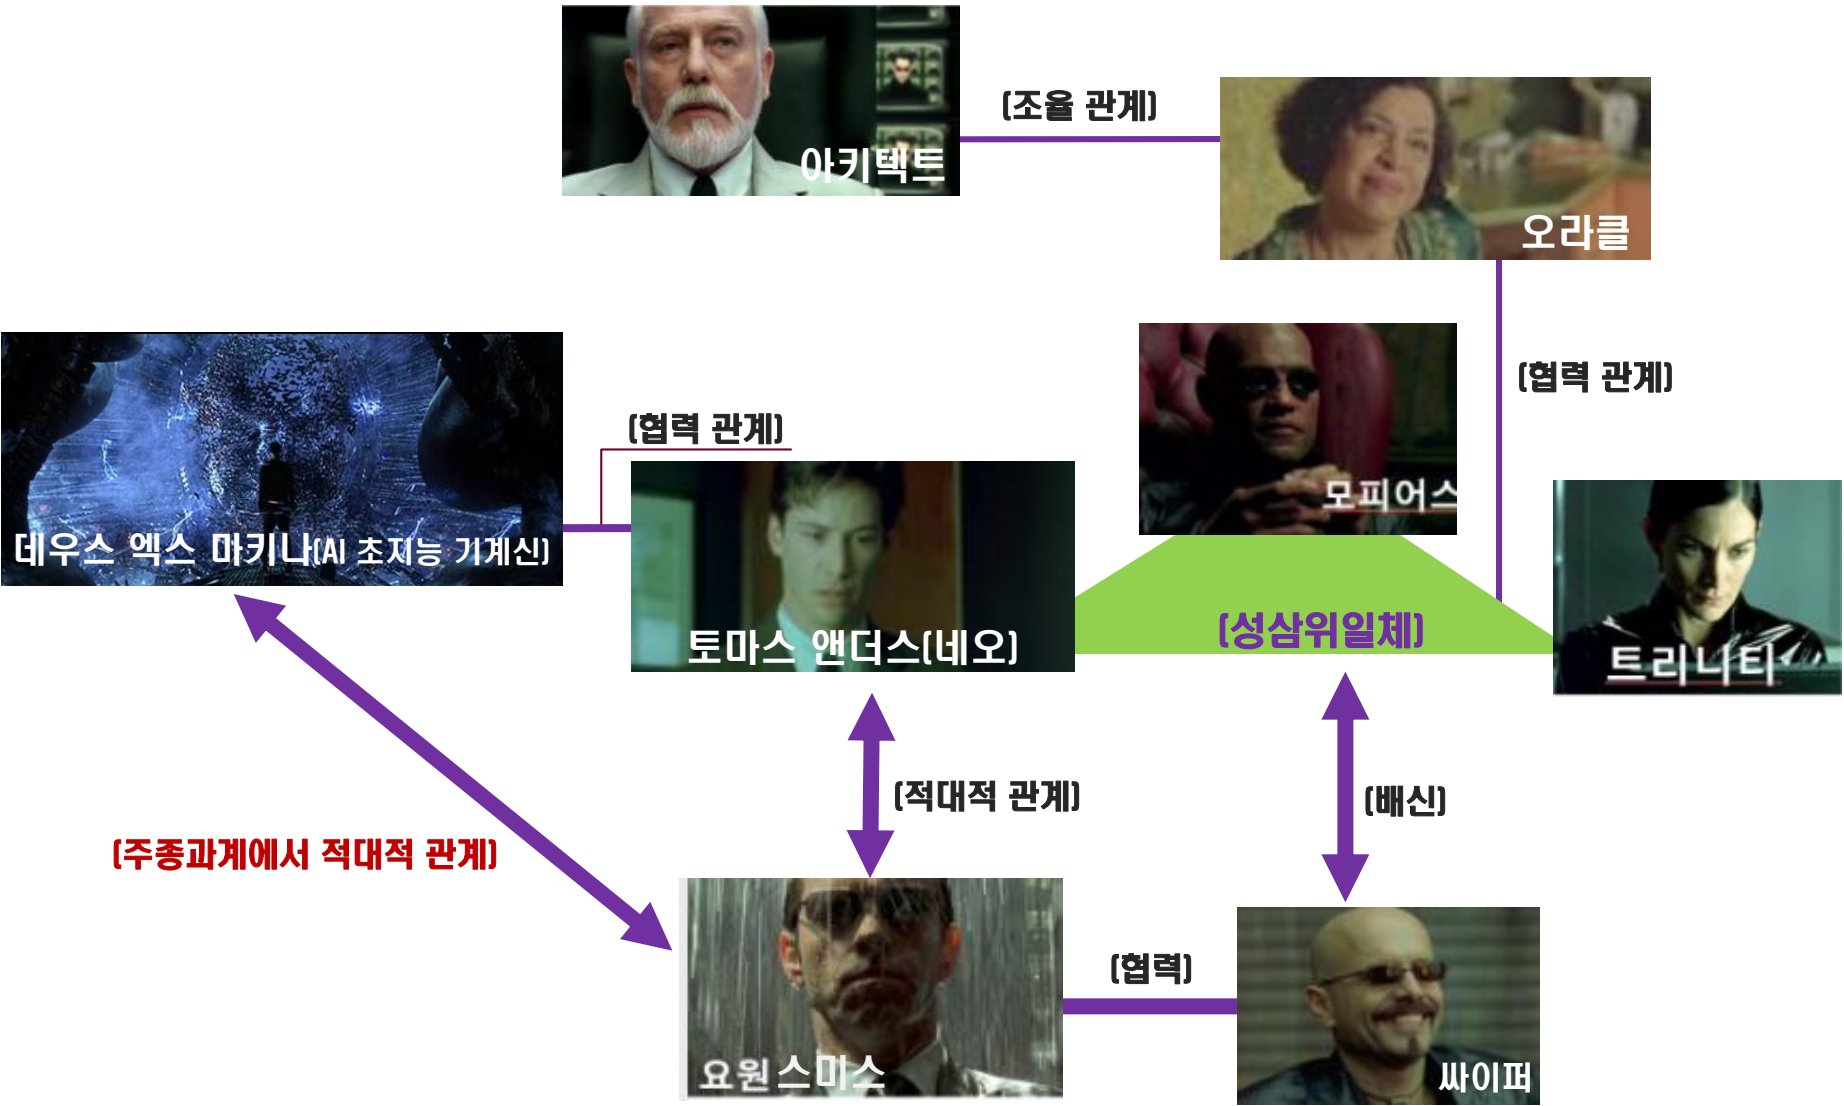 (조율 관계)
아키텍트
오라클
(협력 관계)
(협력 관계)
모피어스
데우스 엑스 마키나(AI 초지능 기계신)
(성삼위일체)
토마스 앤더스(네오)
트리니티
(적대적 관계)
(배신)
(주종과계에서 적대적 관계)
(협력)
요원스미스
싸이퍼